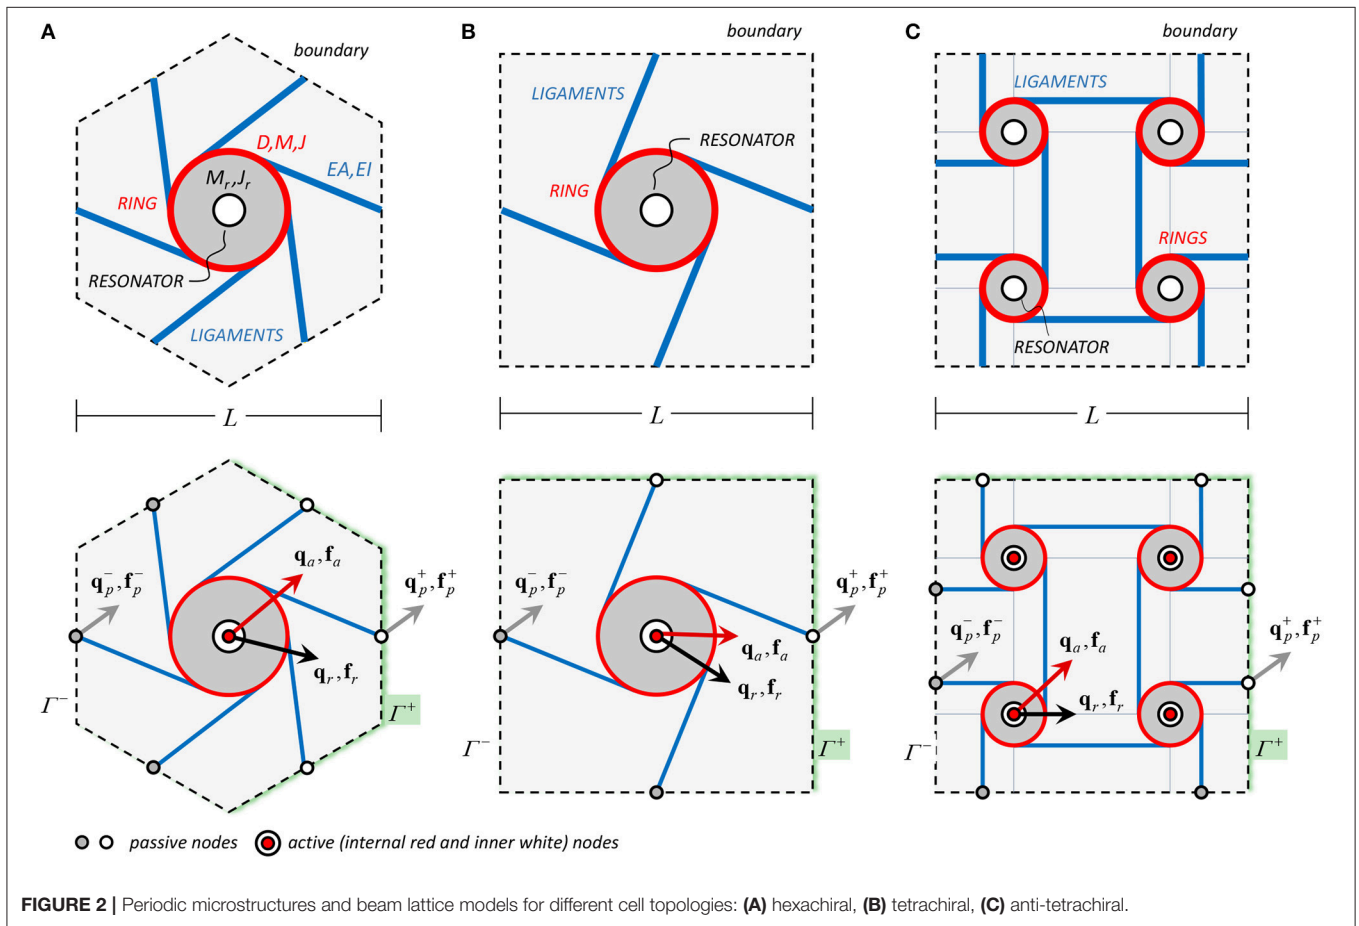 A
boundary
D,M,J
EA,EI
M_r,J_r
RING
RESONATOR
LIGAMENTS
L
B
boundary
LIGAMENTS
RESONATOR
RING
L
C
boundary
LIGAMENTS
RINGS
RESONATOR
L
q_a, f_a
q_p^-, f_p^-
q_p^+, f_p^+
q_r, f_r
Γ^-
Γ^+
q_p^-, f_p^-
q_p^+, f_p^+
q_a, f_a
q_r, f_r
Γ^-
Γ^+
q_p^-, f_p^-
q_p^+, f_p^+
q_a, f_a
q_r, f_r
Γ^-
Γ^+
passive nodes
active (internal red and inner white) nodes
FIGURE 2 | Periodic microstructures and beam lattice models for different cell topologies: (A) hexachiral, (B) tetrachiral, (C) anti-tetrachiral.